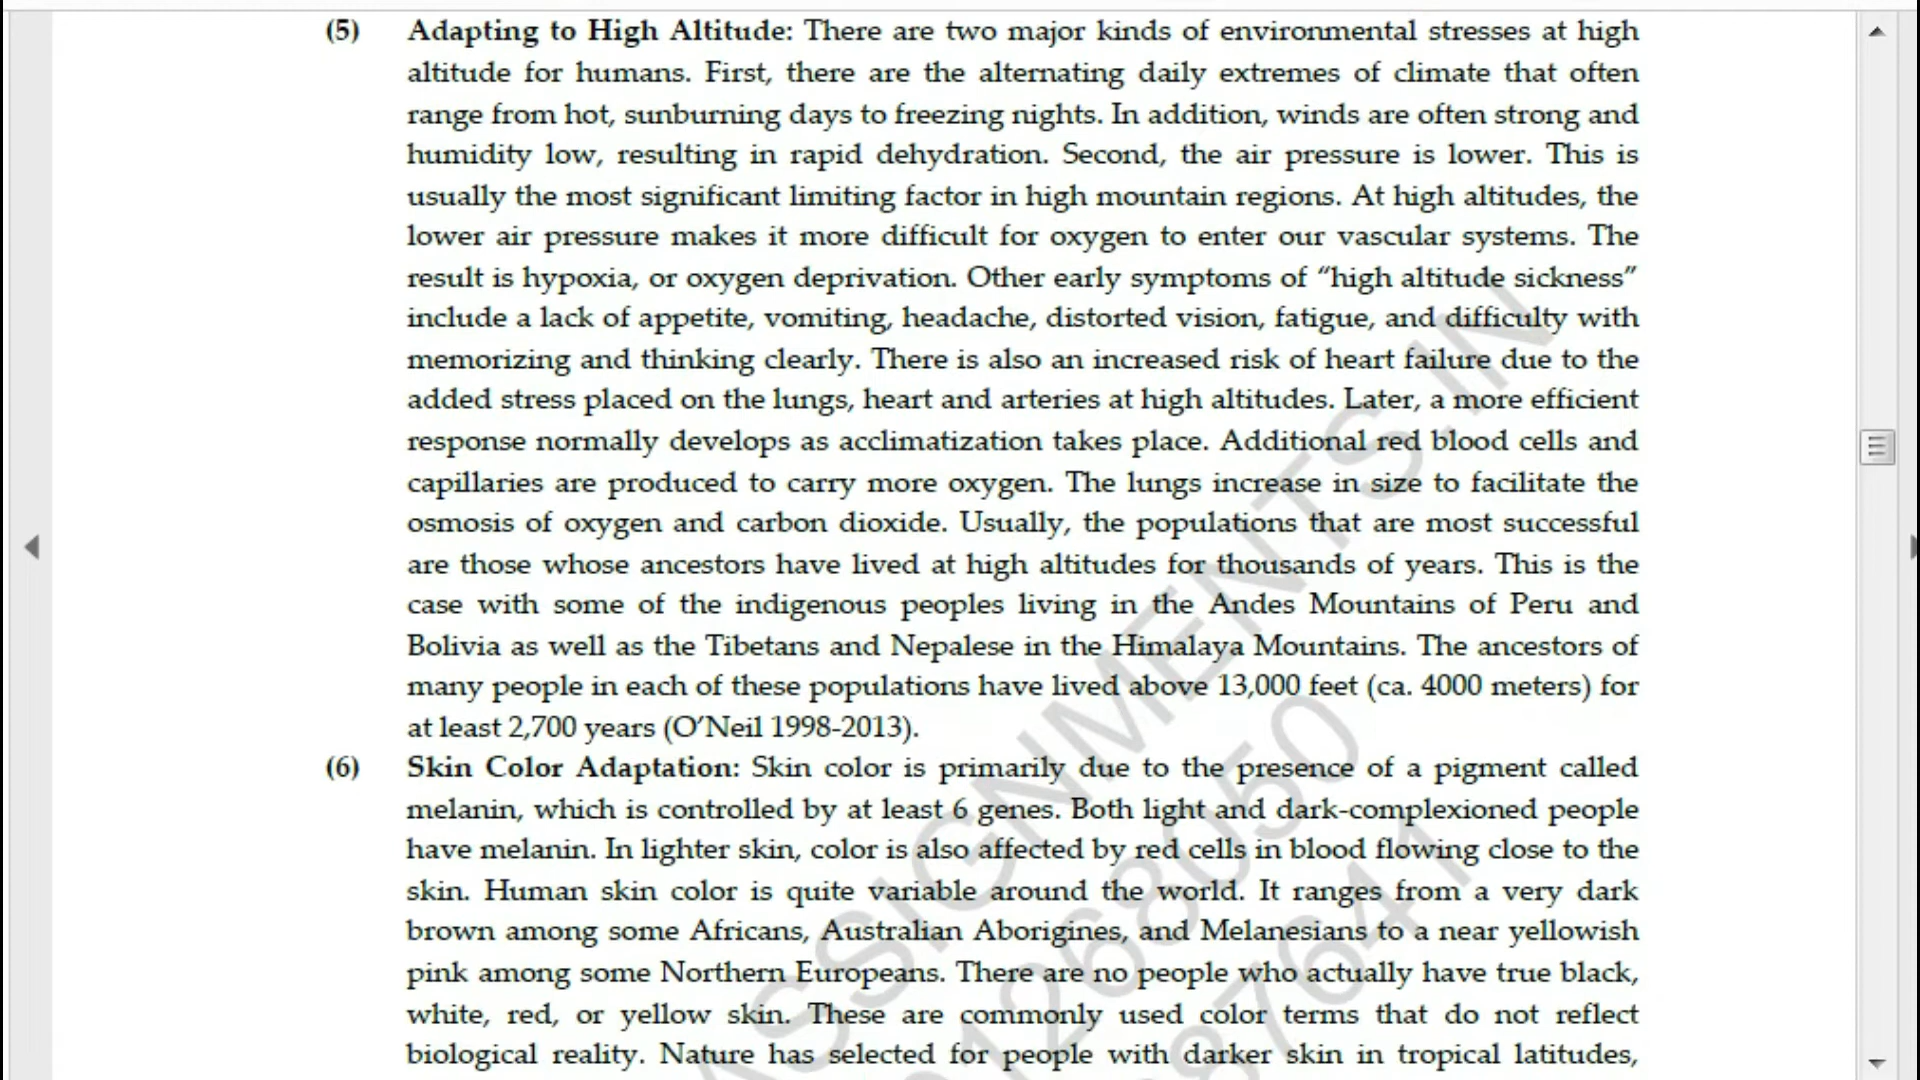 (5) Adapting to High Altitude: There are two major kinds of environmental stresses at high
altitude for humans. First, there are the alternating daily extremes of climate that often
range from hot, sunburning days to freezing nights. In addition, winds are often strong and
humidity low, resulting in rapid dehydration. Second, the air pressure is lower. This is
usually the most significant limiting factor in high mountain regions. At high altitudes, the
lower air pressure makes it more difficult for oxygen to enter our vascular systems. The
result is hypoxia, or oxygen deprivation. Other early symptoms of “high altitude sickness”
include a lack of appetite, vomiting, headache, distorted vision, fatigue, and difficulty with
memorizing and thinking clearly. There is also an increased risk of heart failure due to the
added stress placed on the lungs, heart and arteries at high altitudes. Later, a more efficient
response normally develops as acclimatization takes place. Additional red blood cells and
capillaries are produced to carry more oxygen. The lungs increase in size to facilitate the
osmosis of oxygen and carbon dioxide. Usually, the populations that are most successful
are those whose ancestors have lived at high altitudes for thousands of years. This is the
case with some of the indigenous peoples living in the Andes Mountains of Peru and
Bolivia as well as the Tibetans and Nepalese in the Himalaya Mountains. The ancestors of
many people in each of these populations have lived above 13,000 feet (ca. 4000 meters) for
at least 2,700 years (O’Neil 1998-2013).
(6) Skin Color Adaptation: Skin color is primarily due to the presence of a pigment called
melanin, which is controlled by at least 6 genes. Both light and dark-complexioned people
have melanin. In lighter skin, color is also affected by red cells in blood flowing close to the
skin. Human skin color is quite variable around the world. It ranges from a very dark
brown among some Africans, Australian Aborigines, and Melanesians to a near yellowish
pink among some Northern Europeans. There are no people who actually have true black,
white, red, or yellow skin. These are commonly used color terms that do not reflect
biological reality. Nature has selected for people with darker skin in tropical latitudes,
ASSIGNMENTS.IN